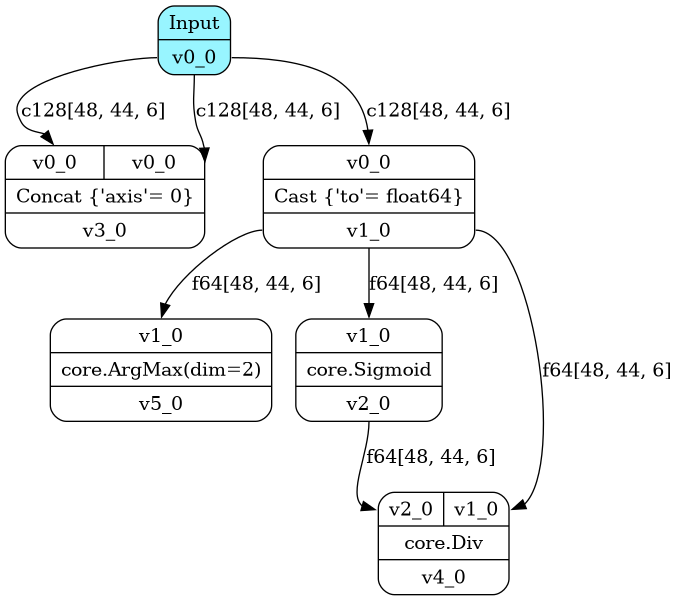 Input
v0_0
c128[48, 44, 6]
c128[48, 44, 6]
c128[48, 44, 6]
v0_0
v0_0
Concat {'axis'= 0}
v3_0
v0_0
Cast {'to'= float64}
v1_0
f64[48, 44, 6]
f64[48, 44, 6]
f64[48, 44, 6]
v1_0
core.ArgMax(dim=2)
v5_0
v1_0
core.Sigmoid
v2_0
f64[48, 44, 6]
v2_0
v1_0
core.Div
v4_0